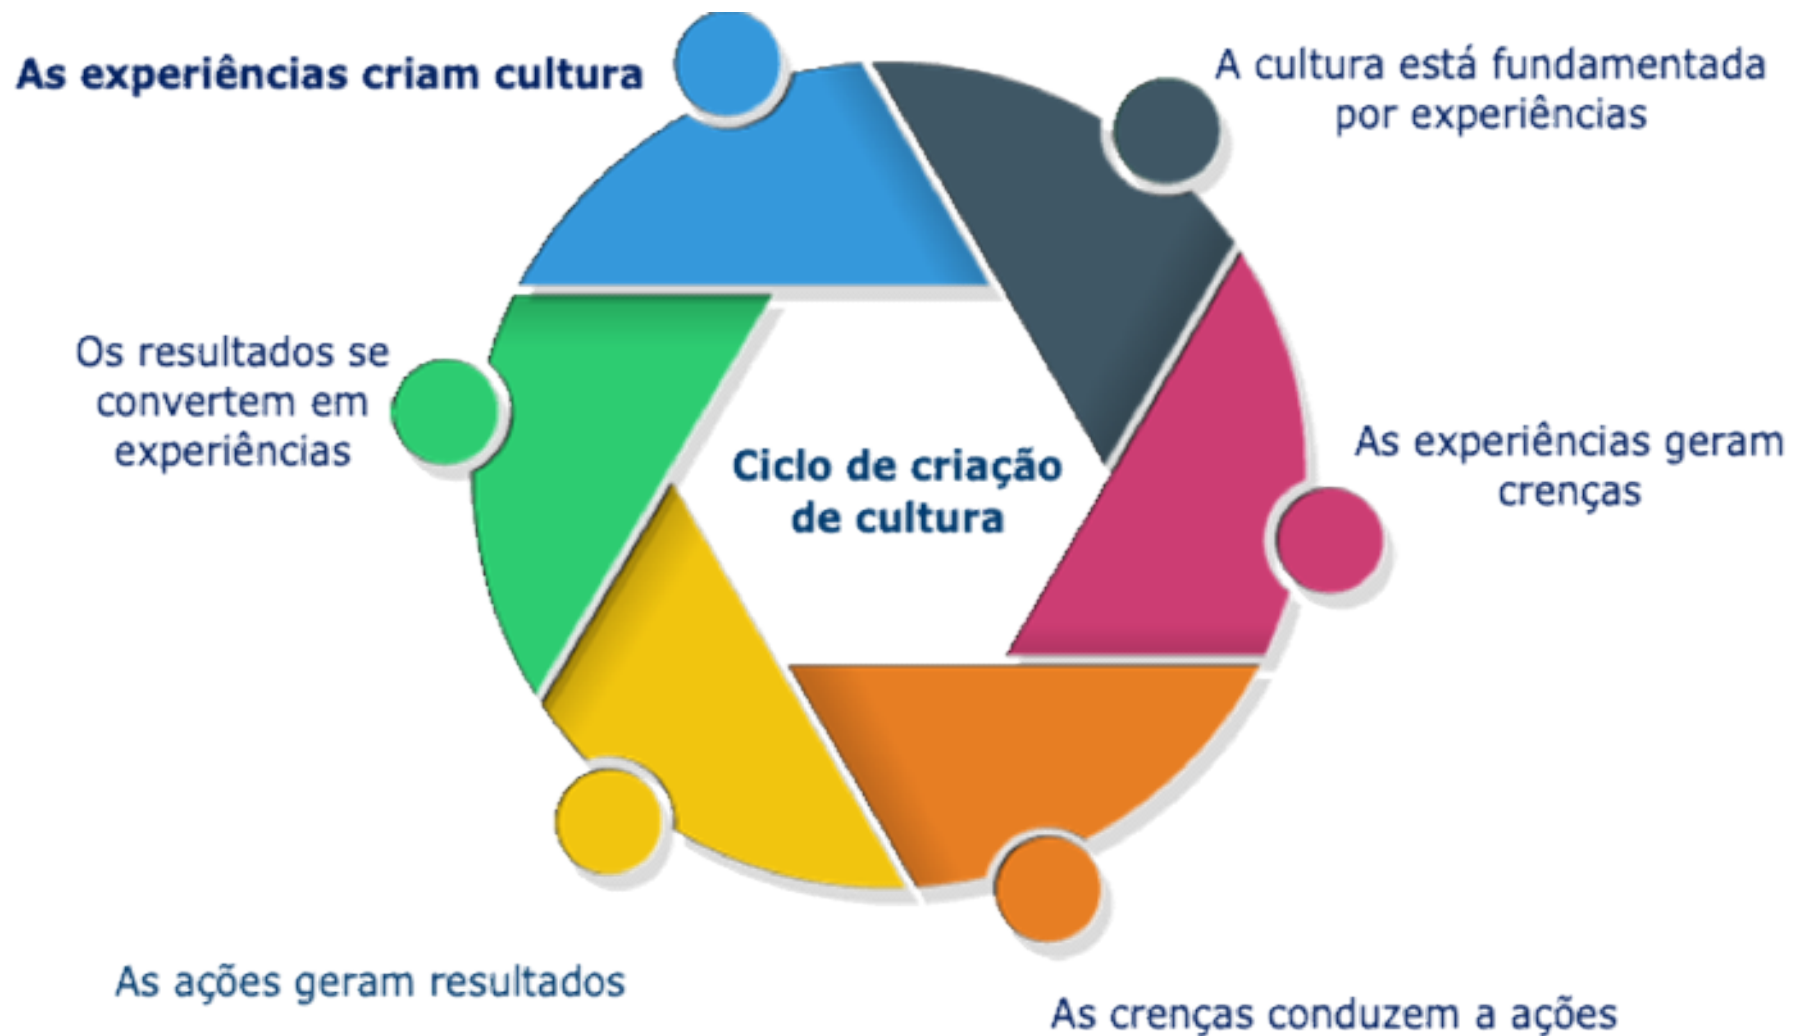 As experiências criam cultura
A cultura está fundamentada
por experiências
Os resultados se
convertem em
experiências
Ciclo de criação
de cultura
As experiências geram
crenças
As ações geram resultados
As crenças conduzem a ações